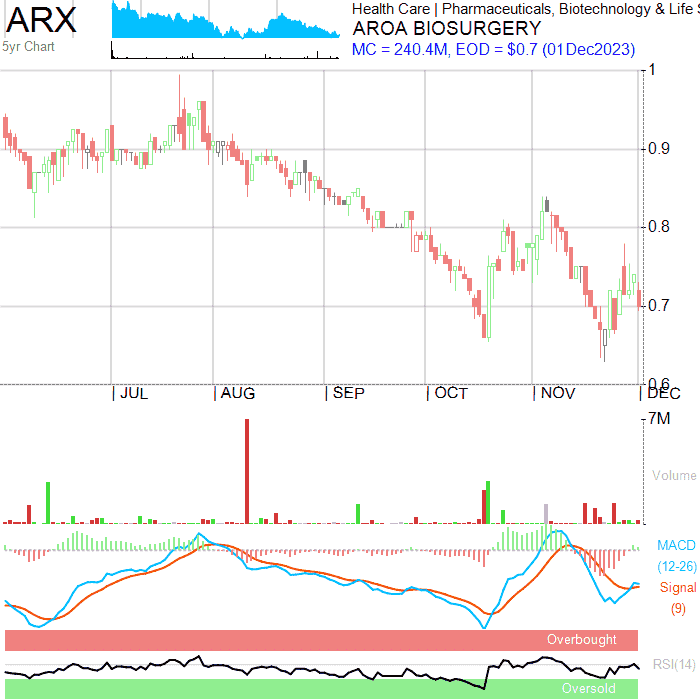 ARX
5yr Chart
Health Care | Pharmaceuticals, Biotechnology & Life
AROA BIOSURGERY
MC = 240.4M, EOD = $0.7 (01Dec2023)
1
0.9
0.8
0.7
0.6
JUL AUG SEP OCT NOV DEC
7M
Volume
MACD
(12-26)
Signal
(9)
Overbought
RSI(14)
Oversold